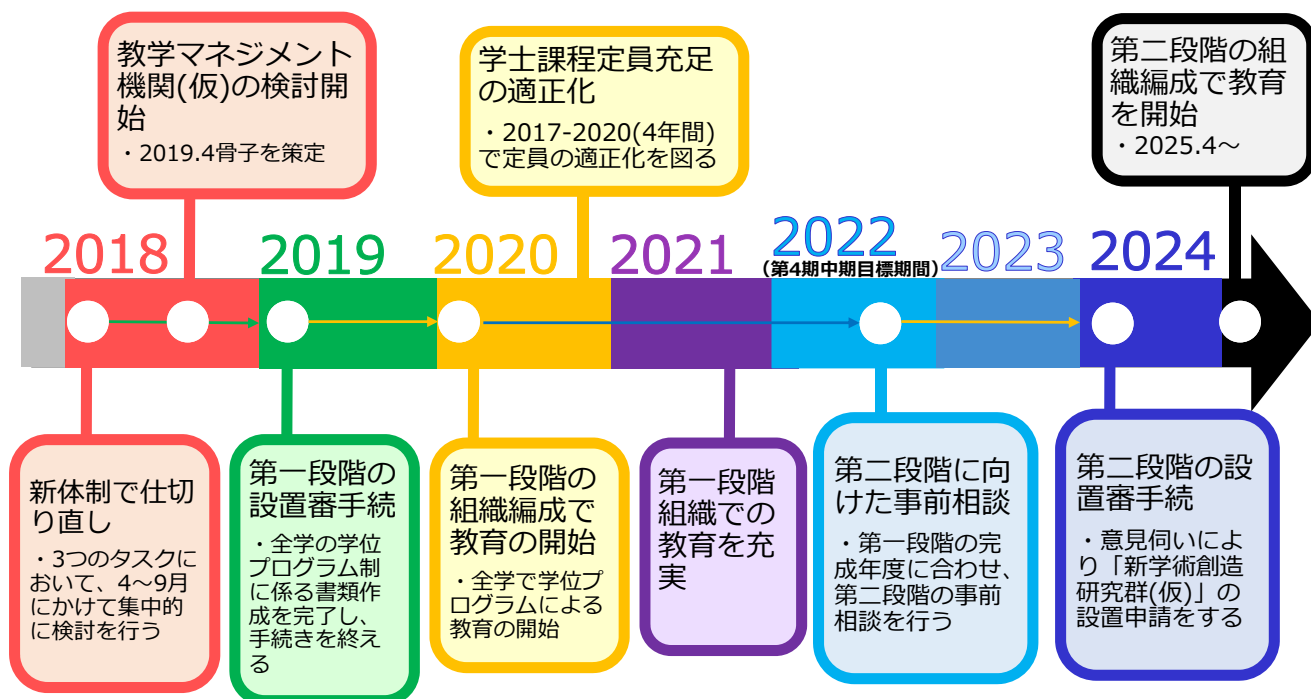 教学マネジメント
機関(仮)の検討開
始
・2019.4骨子を策定
学士課程定員充足
の適正化
・2017-2020(4年間)
で定員の適正化を図る
第二段階の組
織編成で教育
を開始
・2025.4～
2018
2019
2020
2021
2022
(第4期中期目標期間)
2023
2024
新体制で仕切
り直し
・3つのタスクに
おいて、4～9月
にかけて集中的
に検討を行う
第一段階の
設置審手続
・全学の学位
プログラム制
に係る書類作
成を完了し、
手続きを終え
る
第一段階の
組織編成で
教育の開始
・全学で学位プ
ログラムによる
教育の開始
第一段階
組織での
教育を充
実
第二段階に向
けた事前相談
・第一段階の完
成年度に合わせ、
第二段階の事前
相談を行う
第二段階の設
置審手続
・意見伺いによ
り「新学術創造
研究群(仮)」の
設置申請をする